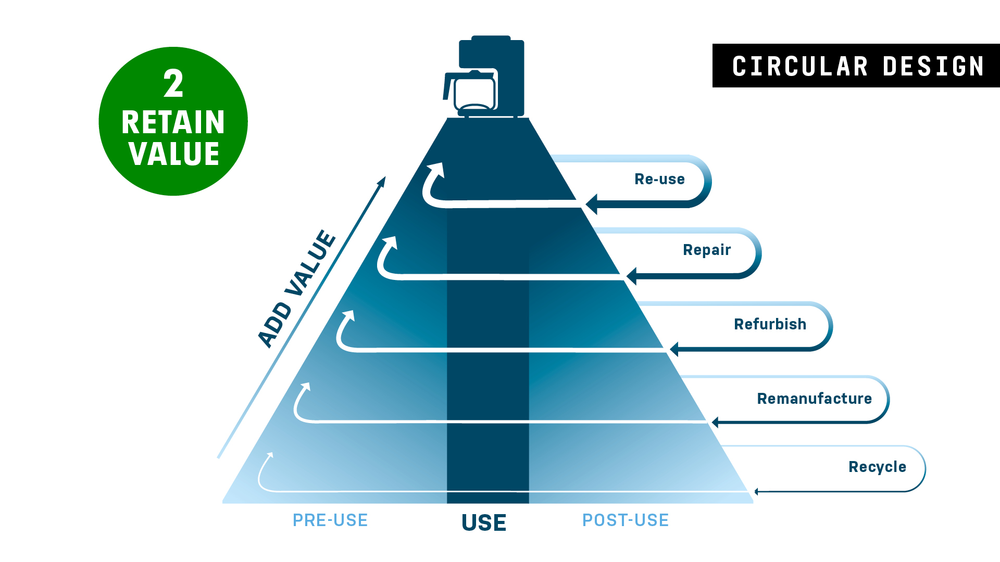 2
RETAIN
VALUE
CIRCULAR DESIGN
ADD VALUE
Re-use
Repair
Refurbish
Remanufacture
Recycle
PRE-USE
USE
POST-USE